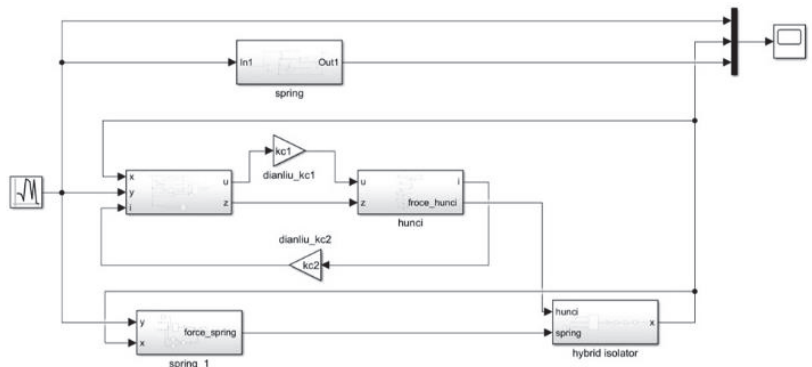 In1 Out1
spring
x
y
i
u
z
kc1
dianliu_kc1
u
z
i
froce_hunci
hunci
dianliu_kc2
kc2
y
x
force_spring
spring_1
hunci
spring
x
hybrid isolator